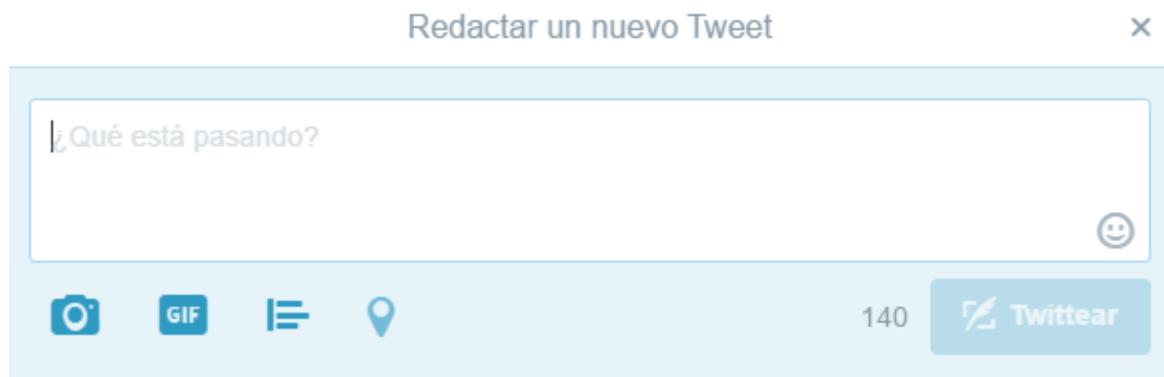 Redactar un nuevo Tweet
¿Qué está pasando?
GIF
140 Twittear